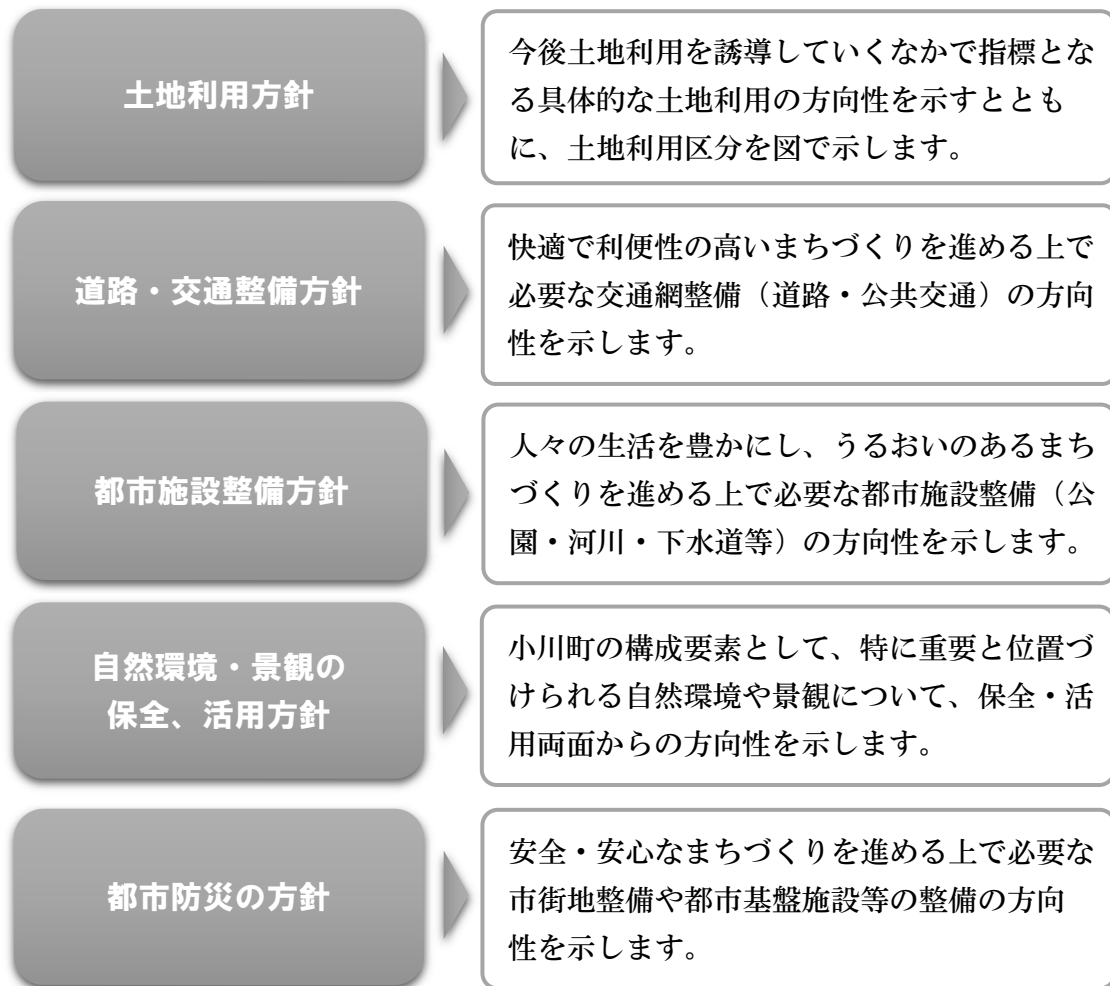 土地利用方針
今後土地利用を誘導していくなかで指標とな
る具体的な土地利用の方向性を示すととも
に、土地利用区分を図で示します。
道路・交通整備方針
快適で利便性の高いまちづくりを進める上で
必要な交通網整備（道路・公共交通）の方向
性を示します。
都市施設整備方針
人々の生活を豊かにし、うるおいのあるまち
づくりを進める上で必要な都市施設整備（公
園・河川・下水道等）の方向性を示します。
自然環境・景観の
保全、活用方針
小川町の構成要素として、特に重要と位置づ
けられる自然環境や景観について、保全・活
用両面からの方向性を示します。
都市防災の方針
安全・安心なまちづくりを進める上で必要な
市街地整備や都市基盤施設等の整備の方向
性を示します。